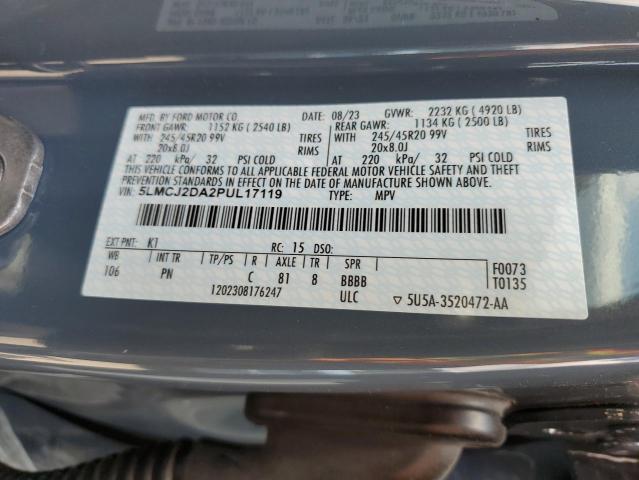 MFD. BY FORD MOTOR CO. DATE: 08/23 GVWR: 2232 KG ( 4920 LB)
FRONT GAWR: 1152 KG ( 2540 LB) REAR GAWR: 1134 KG ( 2500 LB)
WITH 245/45R20 99V TIRES WITH 245/45R20 99V TIRES
20x8.0J RIMS 20x8.0J RIMS
AT 220 kPa/ 32 PSI COLD AT 220 kPa/ 32 PSI COLD
THIS VEHICLE CONFORMS TO ALL APPLICABLE FEDERAL MOTOR VEHICLE SAFETY AND THEFT
PREVENTION STANDARDS IN EFFECT ON THE DATE OF MANUFACTURE SHOWN ABOVE.
VIN: 5LMCJ2DA2PUL17119 TYPE: MPV
EXT PNT: K1 RC: 15 DSO:
WB INT TR TP/PS R AXLE TR SPR F0073
106 PN C 81 8 BBBB T0135
1202308176247 ULC ▽ 5U5A-3520472-AA